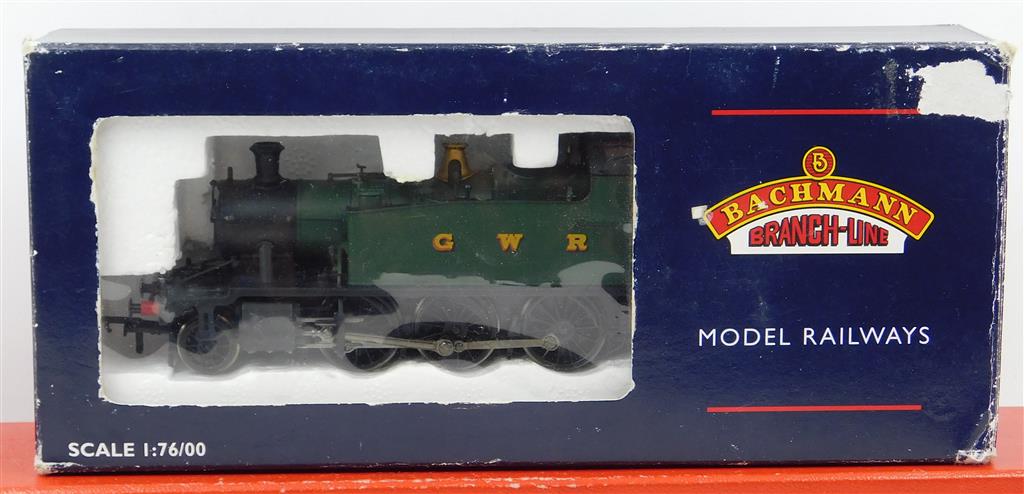 G W R
B
BACHMANN
BRANCH-LINE
MODEL RAILWAYS
SCALE 1:76/00